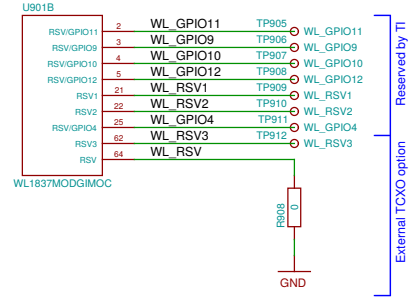 U901B
RSV/GPIO11 2 WL_GPIO11 TP905 WL_GPIO11
RSV/GPIO9 3 WL_GPIO9 TP906 WL_GPIO9
RSV/GPIO10 4 WL_GPIO10 TP907 WL_GPIO10
RSV/GPIO12 5 WL_GPIO12 TP908 WL_GPIO12
RSV1 21 WL_RSV1 TP909 WL_RSV1
RSV2 22 WL_RSV2 TP910 WL_RSV2
RSV/GPIO4 25 WL_GPIO4 TP911 WL_GPIO4
RSV3 62 WL_RSV3 TP912 WL_RSV3
RSV 64 WL_RSV
WL1837MODGIMOC
R908 0
GND
Reserved by TI
External TCXO option